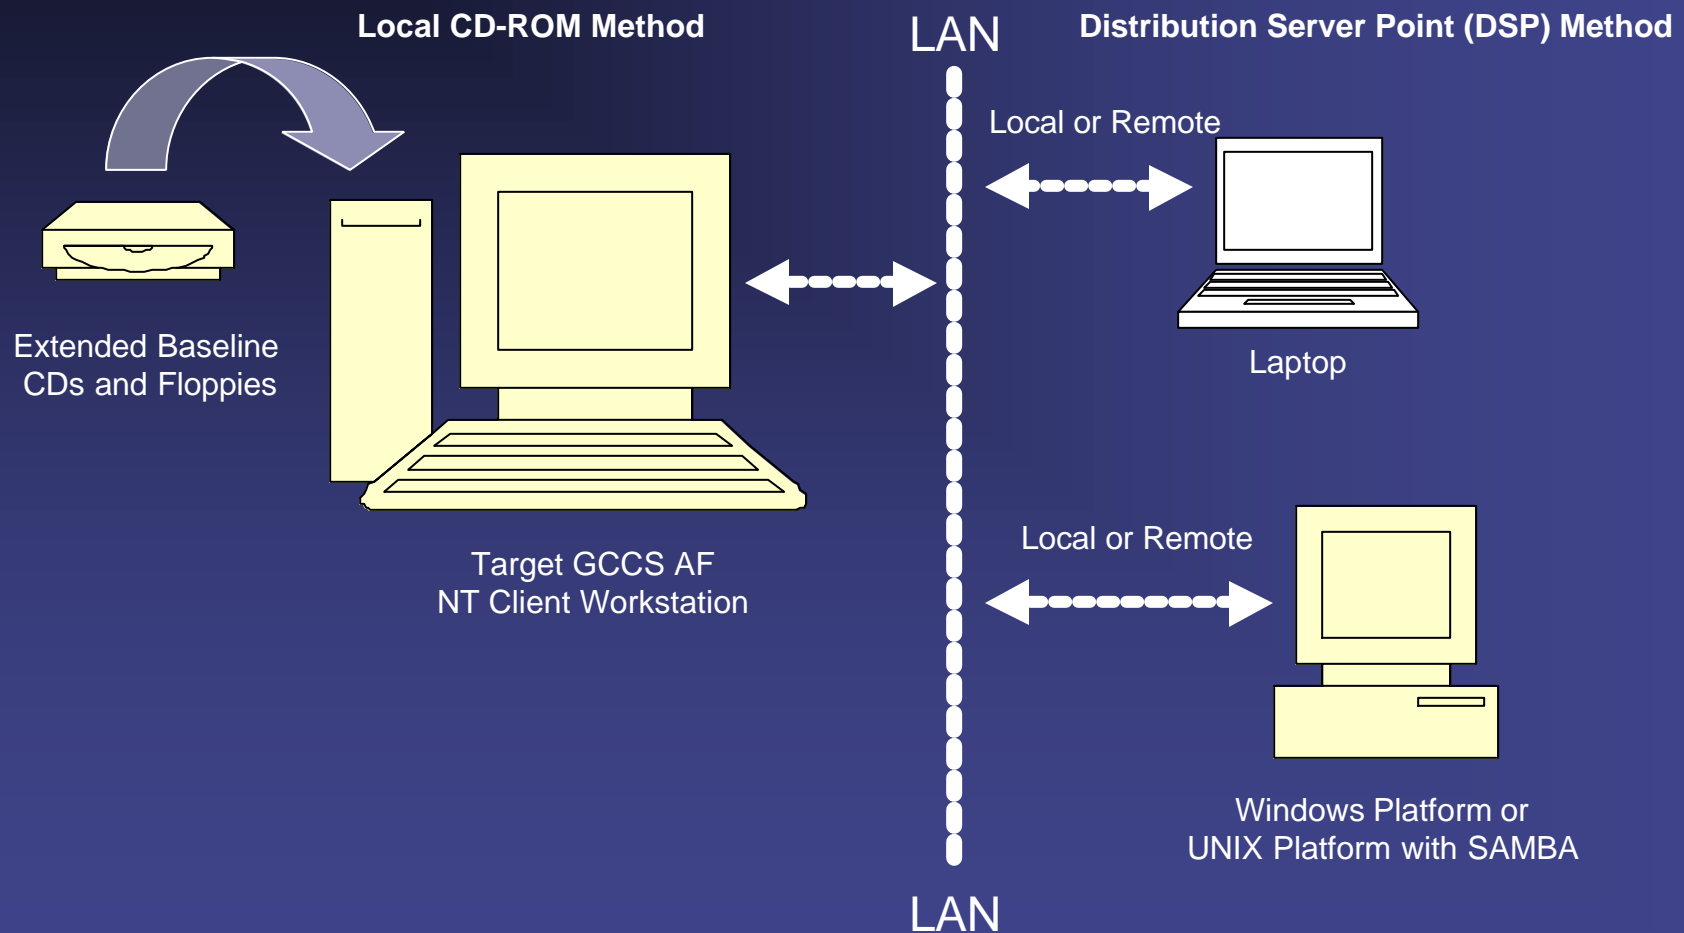 Local CD-ROM Method
LAN
Distribution Server Point (DSP) Method
Local or Remote
Extended Baseline
CDs and Floppies
Laptop
Target GCCS AF
NT Client Workstation
Local or Remote
Windows Platform or
UNIX Platform with SAMBA
LAN